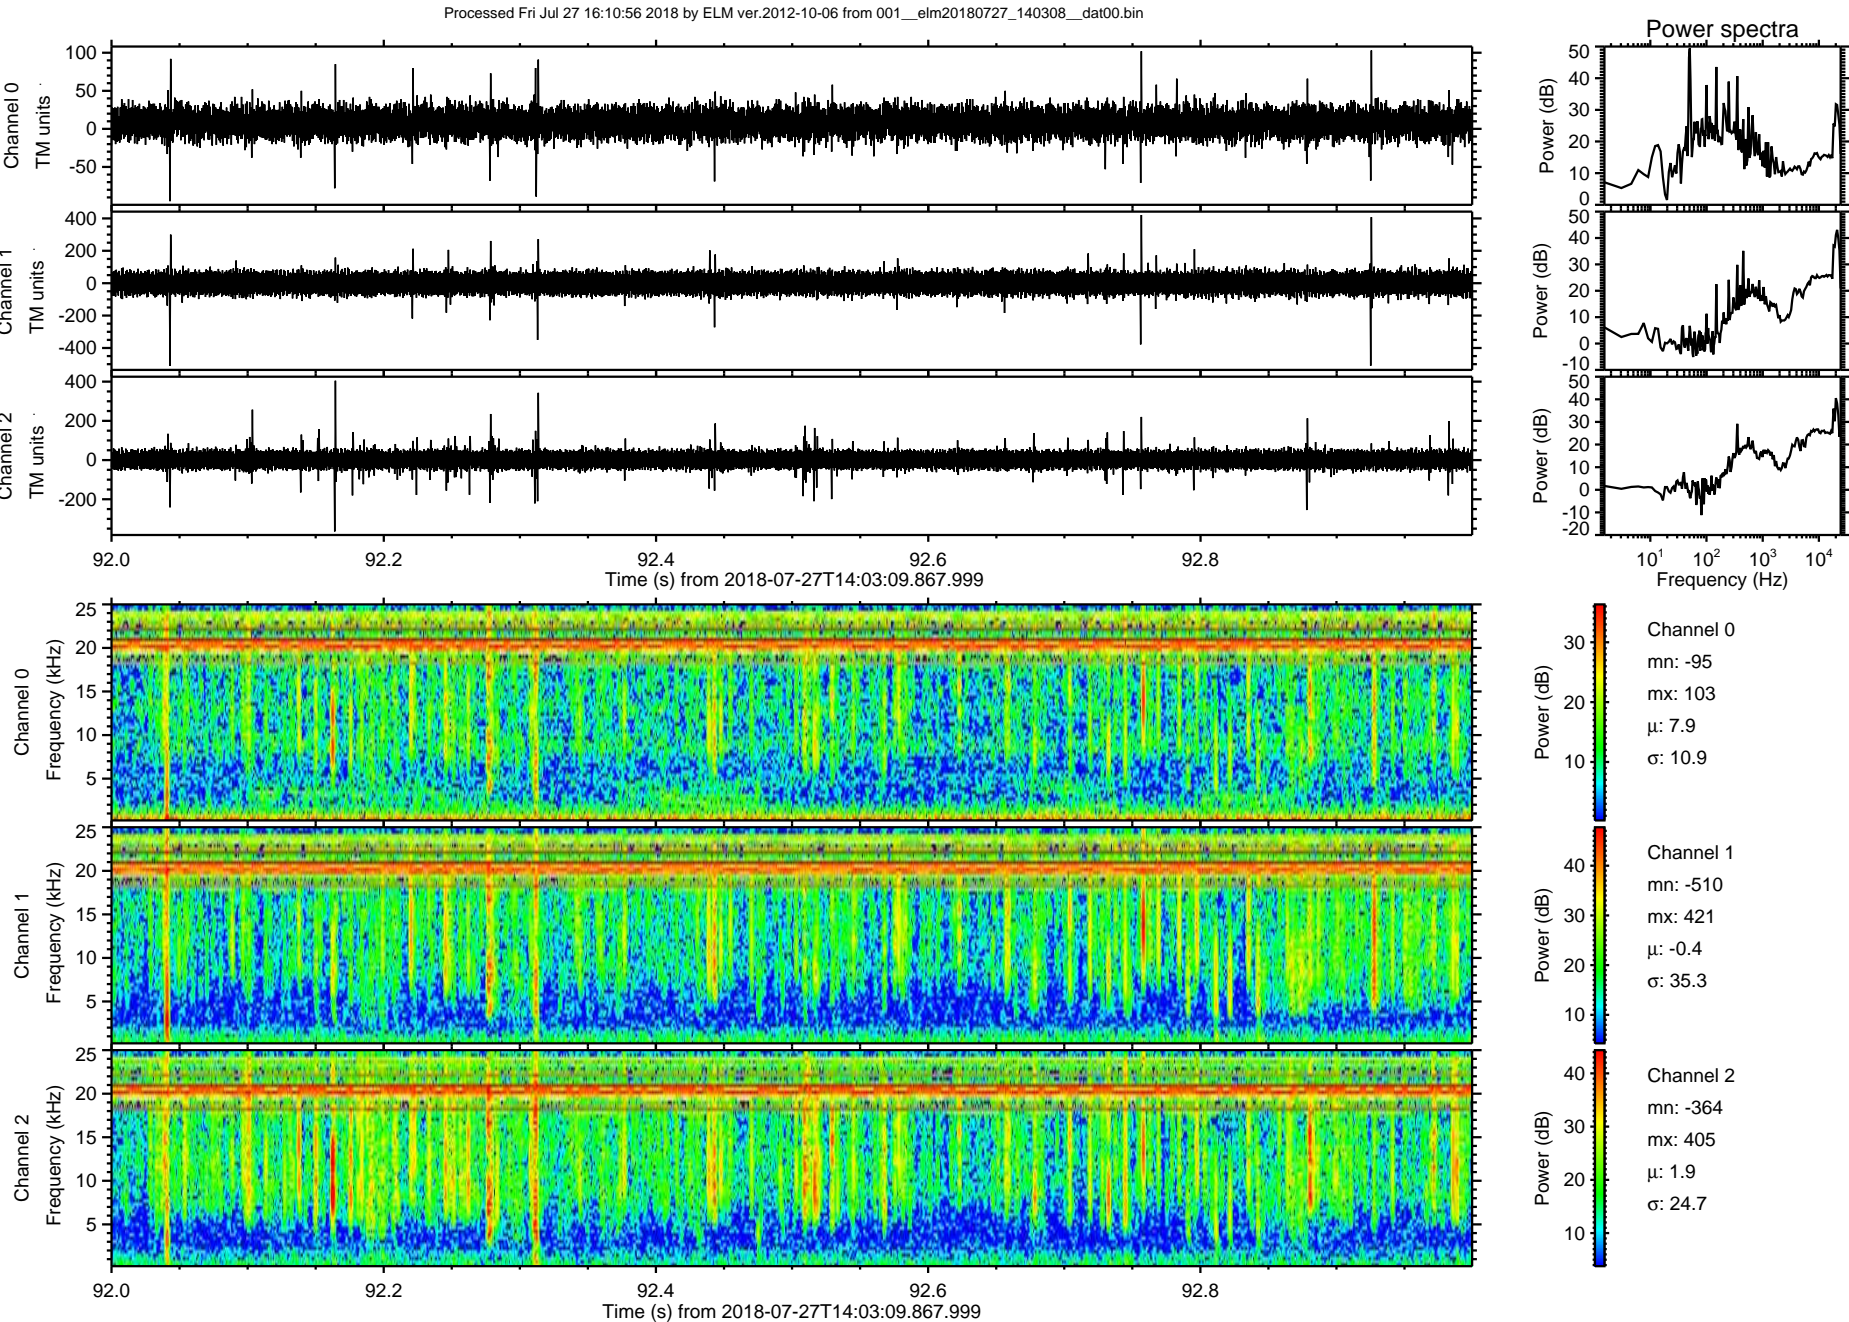 Processed Fri Jul 27 16:10:56 2018 by ELM ver.2012-10-06 from 001__elm20180727_140308__dat00.bin
Power spectra
Channel 0
TM units
100
50
0
-50
Power (dB)
50
40
30
20
10
0
Channel 1
TM units
400
200
0
-200
-400
Power (dB)
50
40
30
20
10
0
-10
Channel 2
TM units
400
200
0
-200
Power (dB)
50
40
30
20
10
0
-10
-20
92.0 92.2 92.4 92.6 92.8
Time (s) from 2018-07-27T14:03:09.867.999
10¹ 10² 10³ 10⁴
Frequency (Hz)
Channel 0
Frequency (kHz)
25
20
15
10
5
Power (dB)
30
20
10
Channel 0
mn: -95
mx: 103
μ: 7.9
σ: 10.9
Channel 1
Frequency (kHz)
25
20
15
10
5
Power (dB)
40
30
20
10
Channel 1
mn: -510
mx: 421
μ: -0.4
σ: 35.3
Channel 2
Frequency (kHz)
25
20
15
10
5
Power (dB)
40
30
20
10
Channel 2
mn: -364
mx: 405
μ: 1.9
σ: 24.7
92.0 92.2 92.4 92.6 92.8
Time (s) from 2018-07-27T14:03:09.867.999